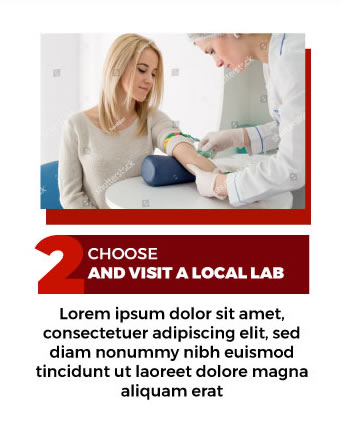 shutterstock
2 CHOOSE
AND VISIT A LOCAL LAB
Lorem ipsum dolor sit amet,
consectetuer adipiscing elit, sed
diam nonummy nibh euismod
tincidunt ut laoreet dolore magna
aliquam erat